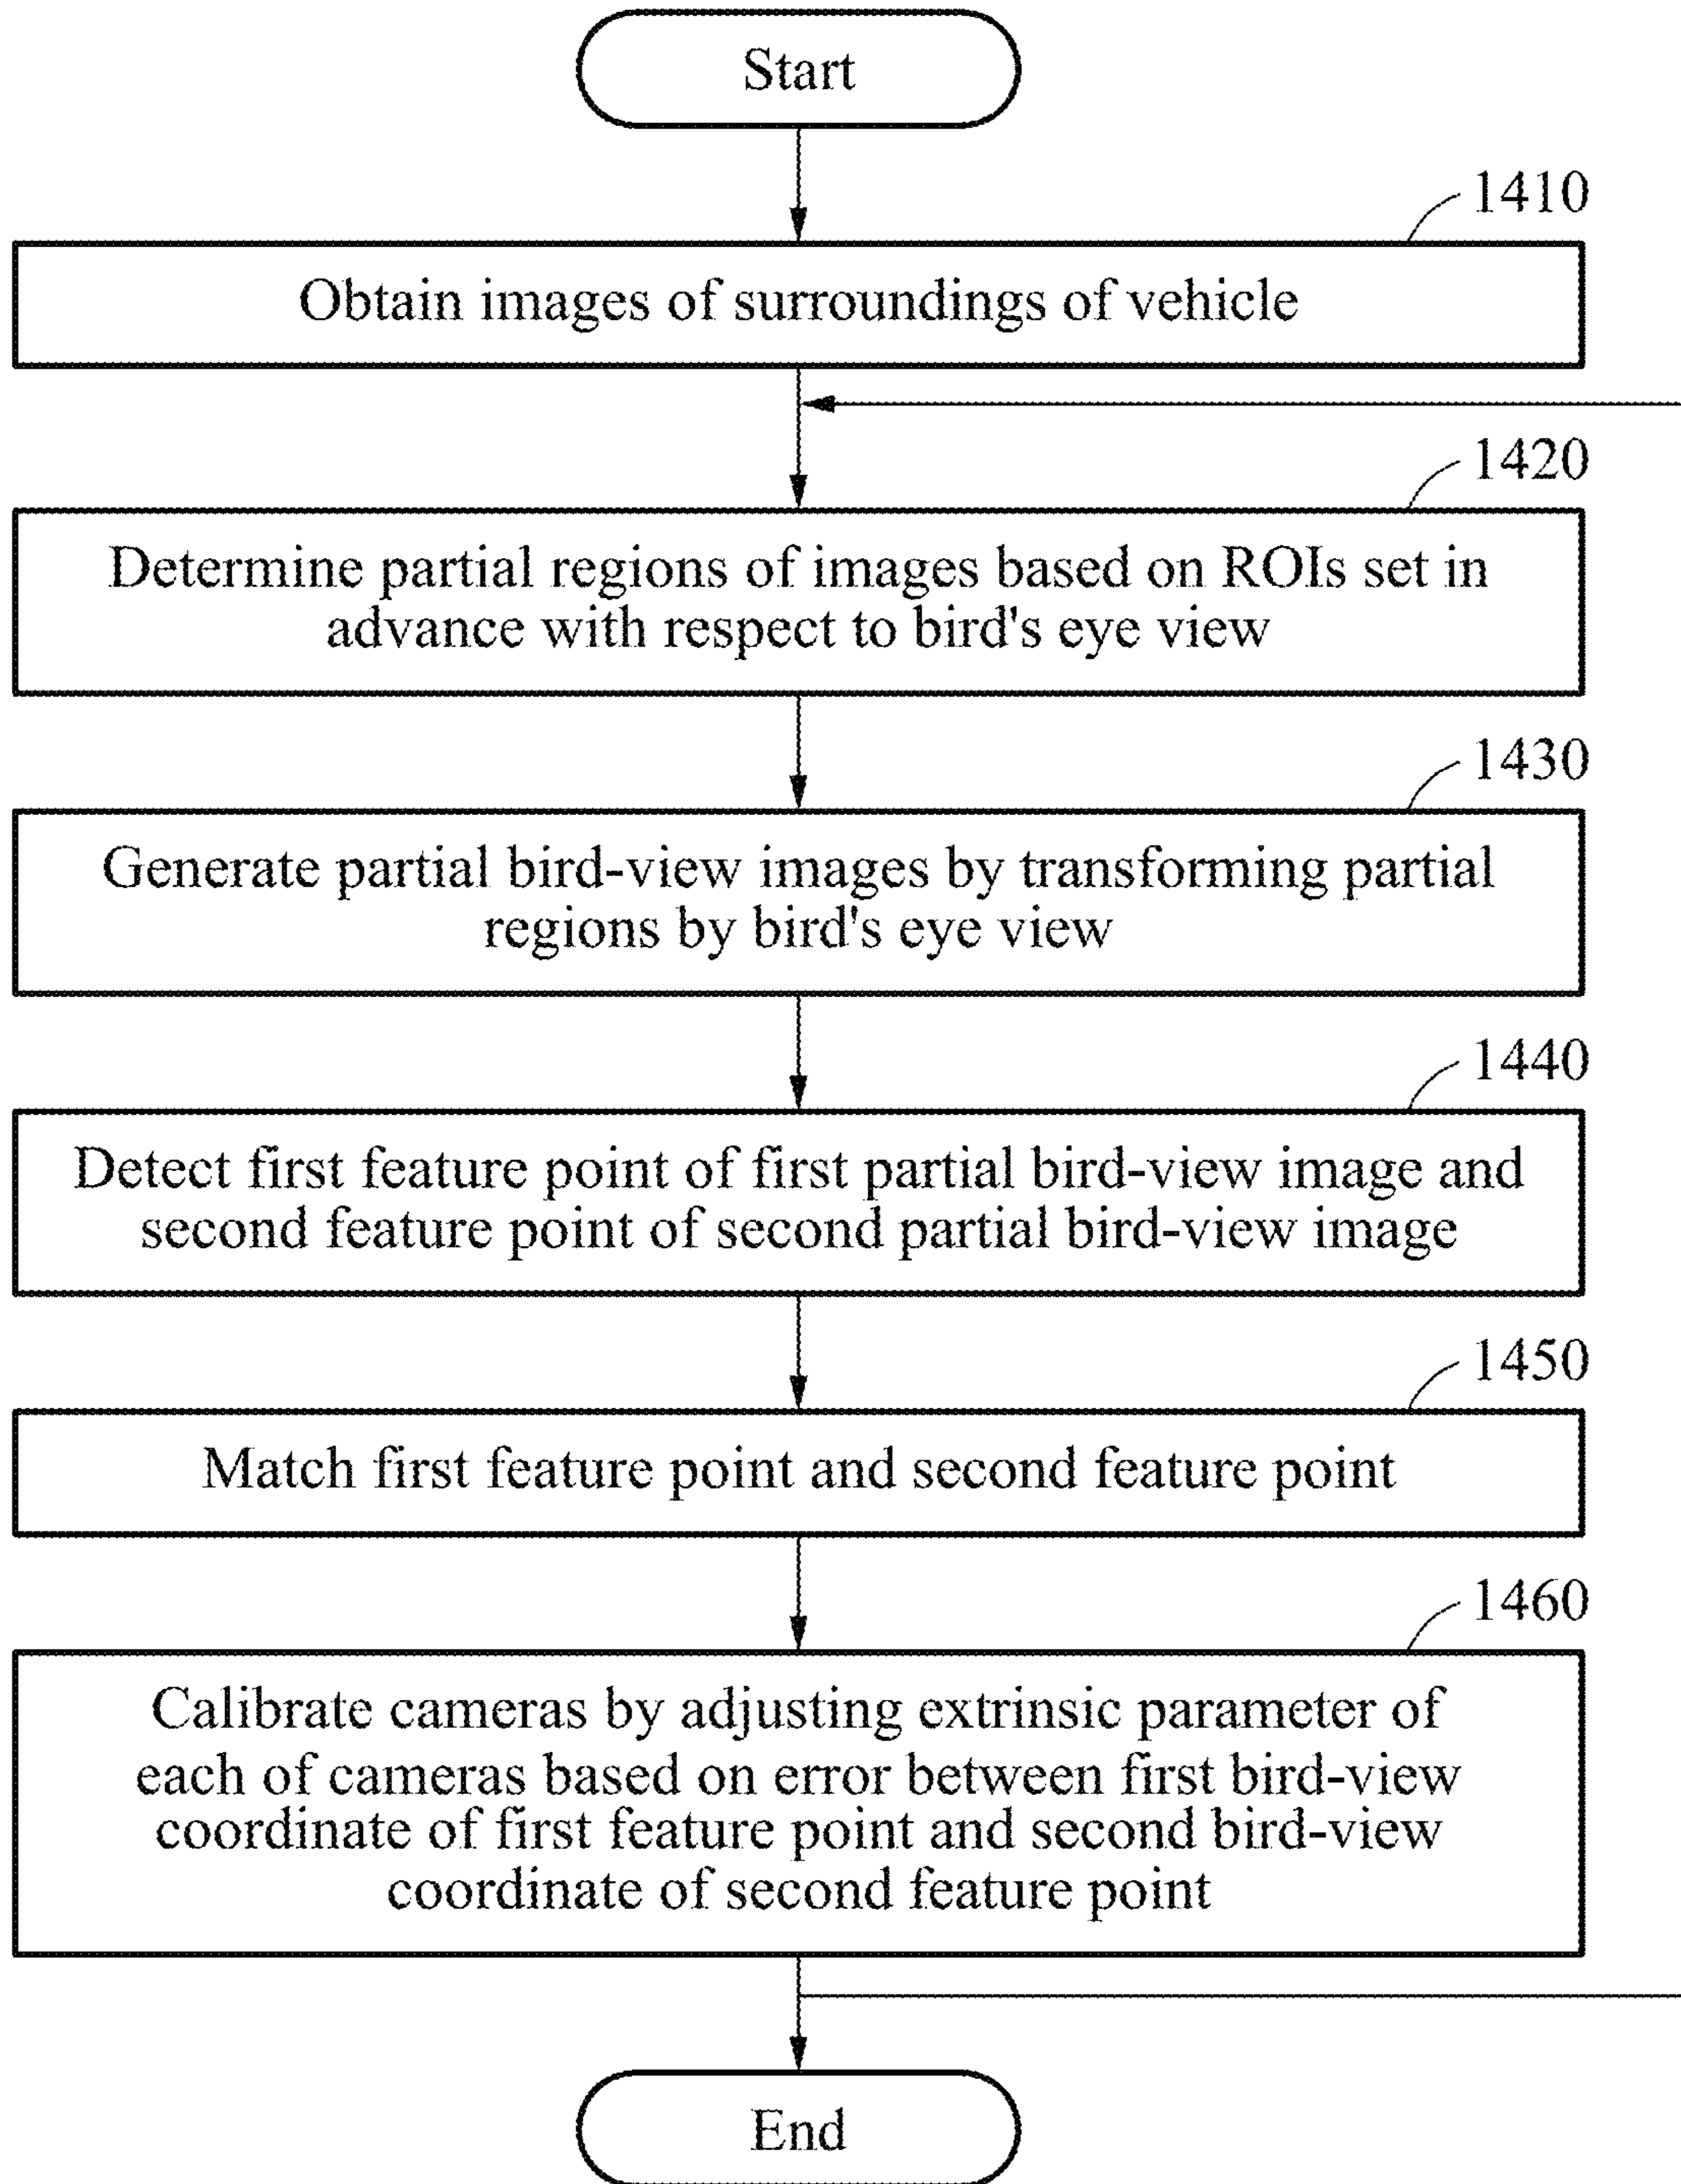 Start
1410
Obtain images of surroundings of vehicle
1420
Determine partial regions of images based on ROIs set in
advance with respect to bird's eye view
1430
Generate partial bird-view images by transforming partial
regions by bird's eye view
1440
Detect first feature point of first partial bird-view image and
second feature point of second partial bird-view image
1450
Match first feature point and second feature point
1460
Calibrate cameras by adjusting extrinsic parameter of
each of cameras based on error between first bird-view
coordinate of first feature point and second bird-view
coordinate of second feature point
End